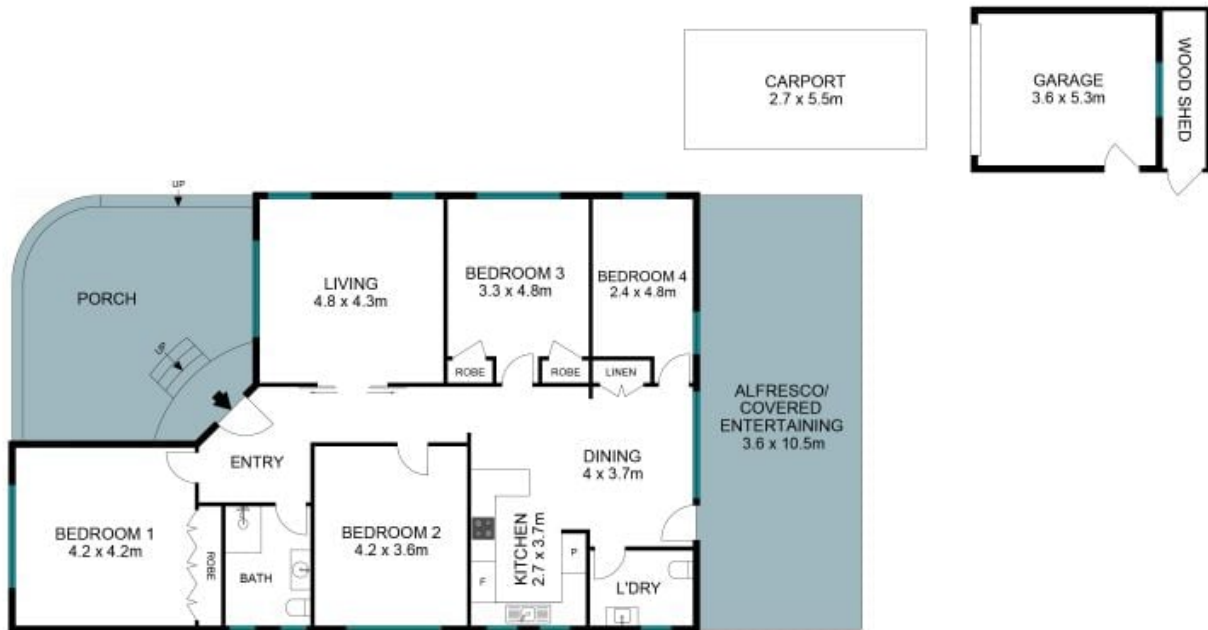 CARPORT
2.7 x 5.5m
GARAGE
3.6 x 5.3m
WOOD SHED
UP
PORCH
UP
LIVING
4.8 x 4.3m
BEDROOM 3
3.3 x 4.8m
BEDROOM 4
2.4 x 4.8m
ROBE
ROBE
LINEN
ALFRESCO/
COVERED
ENTERTAINING
3.6 x 10.5m
ENTRY
DINING
4 x 3.7m
BEDROOM 1
4.2 x 4.2m
ROBE
BATH
BEDROOM 2
4.2 x 3.6m
KITCHEN
2.7 x 3.7m
F
P
L'DRY